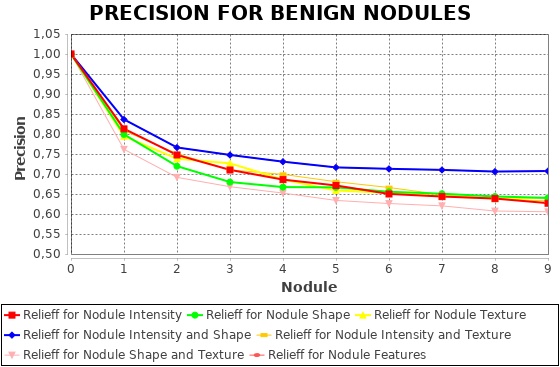 PRECISION FOR BENIGN NODULES
1,05
1,00
0,95
0,90
0,85
0,80
0,75
0,70
0,65
0,60
0,55
0,50
Precision
0 1 2 3 4 5 6 7 8 9
Nodule
Relieff for Nodule Intensity Relieff for Nodule Shape Relieff for Nodule Texture
Relieff for Nodule Intensity and Shape Relieff for Nodule Intensity and Texture
Relieff for Nodule Shape and Texture Relieff for Nodule Features